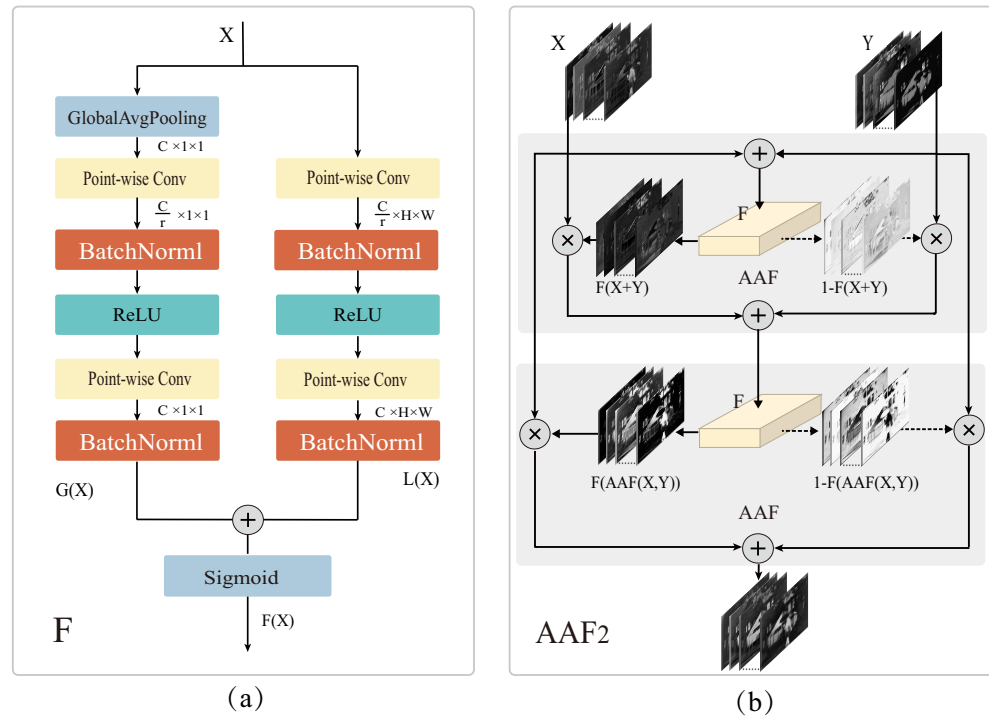 X
GlobalAvgPooling
C ×1×1
Point-wise Conv
Point-wise Conv
C/r ×1×1
C/r ×H×W
BatchNorml
BatchNorml
ReLU
ReLU
Point-wise Conv
Point-wise Conv
C ×1×1
C ×H×W
BatchNorml
BatchNorml
G(X)
L(X)
+
Sigmoid
F(X)
F
(a)
X
Y
+
F
×
×
F(X+Y)
AAF
1-F(X+Y)
+
F
×
×
F(AAF(X,Y))
1-F(AAF(X,Y))
AAF
+
AAF2
(b)